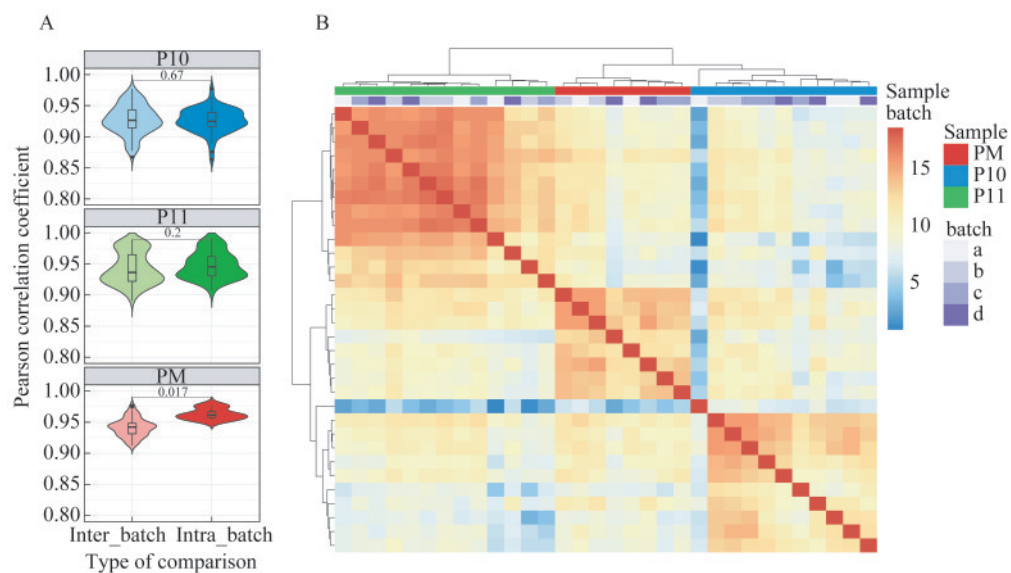 A
P10
0.67
1.00
0.95
0.90
0.85
0.80
P11
0.2
1.00
0.95
0.90
0.85
0.80
PM
0.017
1.00
0.95
0.90
0.85
0.80
Pearson correlation coefficient
Inter_batch Intra_batch
Type of comparison
B
Sample
batch
15
10
5
Sample
PM
P10
P11
batch
a
b
c
d